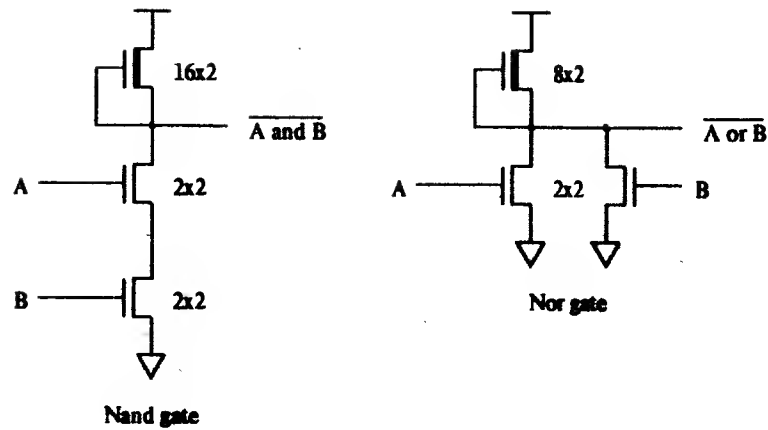 16x2
A and B
A
2x2
B
2x2
Nand gate
8x2
A or B
A
2x2
B
Nor gate